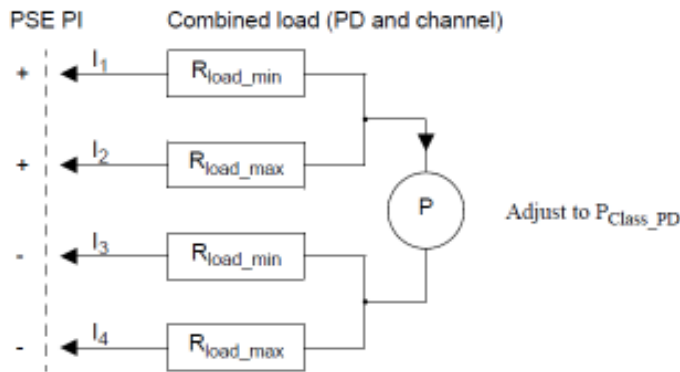 PSE PI Combined load (PD and channel)
+ I1 Rload_min
+ I2 Rload_max
P Adjust to PClass_PD
- I3 Rload_min
- I4 Rload_max